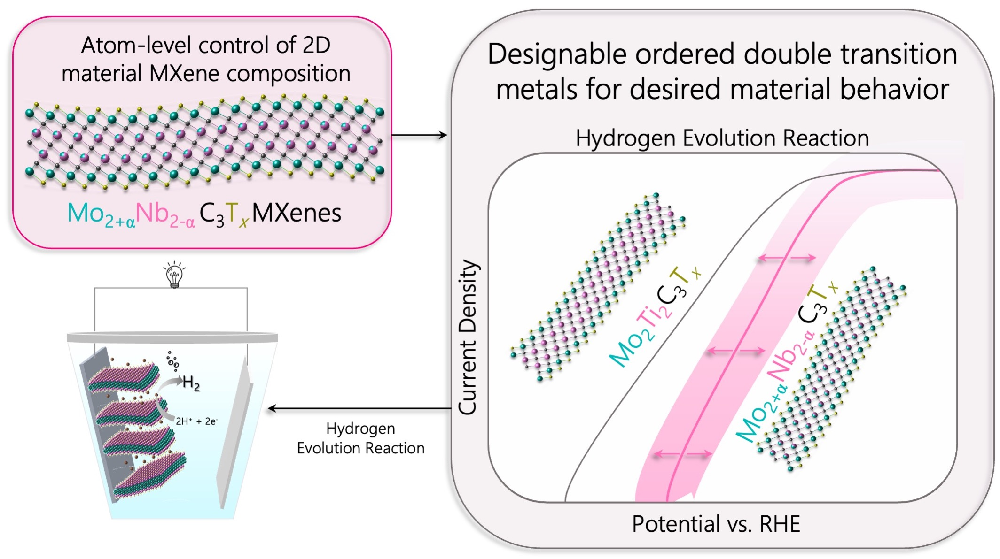 Atom-level control of 2D
material MXene composition
Mo₂₊αNb₂₋α C₃Tₓ MXenes
Designable ordered double transition
metals for desired material behavior
Hydrogen Evolution Reaction
Current Density
Mo₂Ti₂C₃Tₓ
Mo₂₊αNb₂₋α C₃Tₓ
Potential vs. RHE
Hydrogen
Evolution Reaction
H₂
2H⁺ + 2e⁻